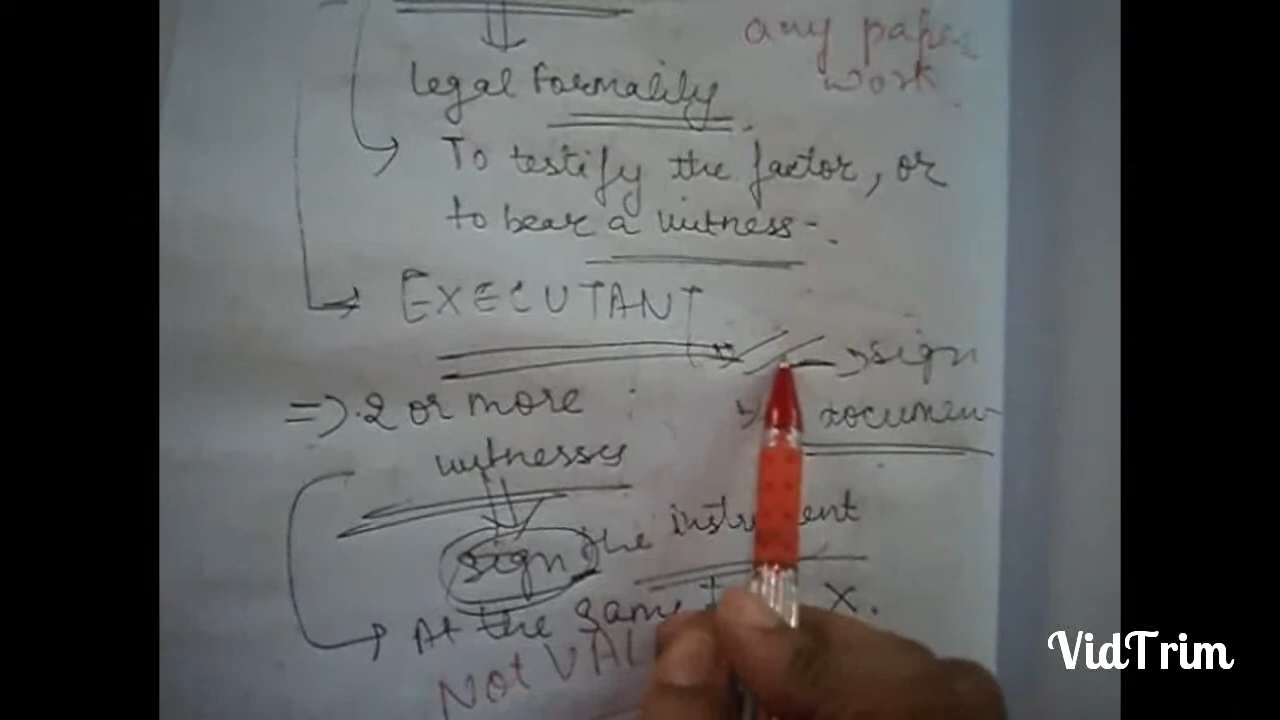 any paper
work.
Legal Formality
To testify the factor, or
to bear a witness-.
EXECUTANT
sign
=> 2 or more
document
witnesses
sign the instrument
At the same X.
Not VAL
VidTrim